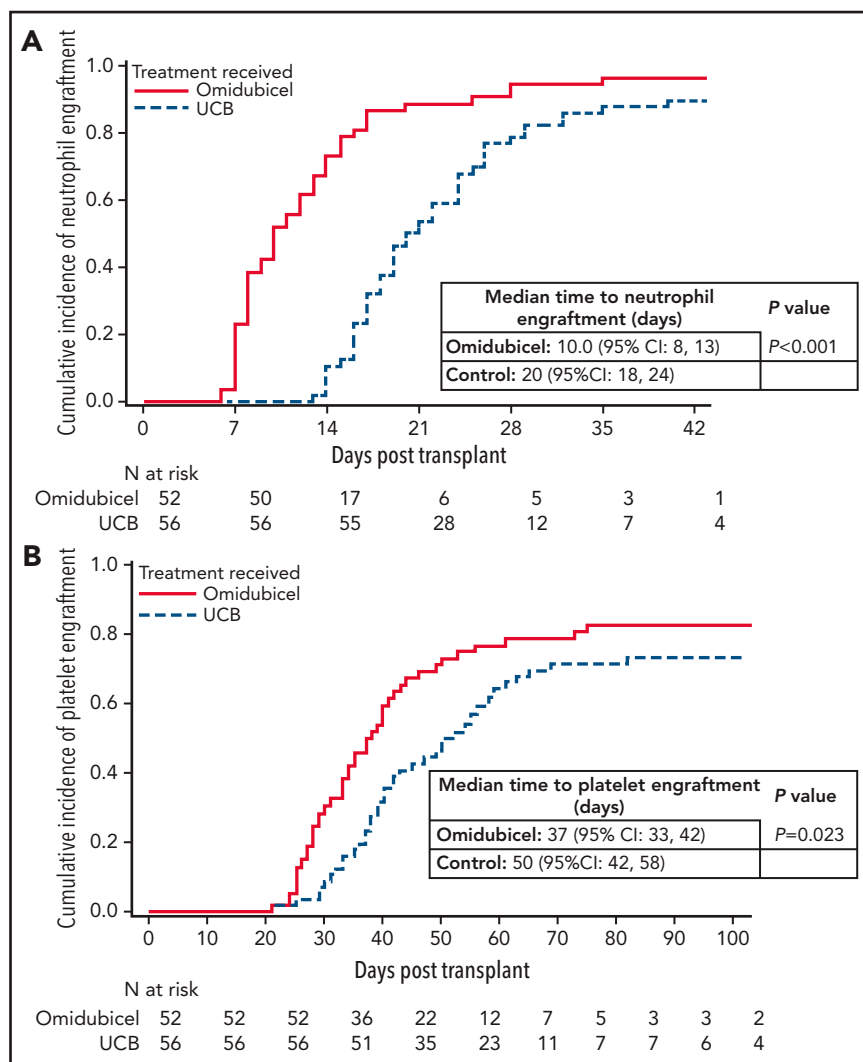 A
Cumulative incidence of neutrophil engraftment
1.0
0.8
0.6
0.4
0.2
0.0
Treatment received
Omidubicel
UCB
Median time to neutrophil engraftment (days)
P value
Omidubicel: 10.0 (95% CI: 8, 13)
P<0.001
Control: 20 (95%CI: 18, 24)
0 7 14 21 28 35 42
Days post transplant
N at risk
Omidubicel 52 50 17 6 5 3 1
UCB 56 56 55 28 12 7 4
B
Cumulative incidence of platelet engraftment
1.0
0.8
0.6
0.4
0.2
0.0
Treatment received
Omidubicel
UCB
Median time to platelet engraftment (days)
P value
Omidubicel: 37 (95% CI: 33, 42)
P=0.023
Control: 50 (95%CI: 42, 58)
0 10 20 30 40 50 60 70 80 90 100
Days post transplant
N at risk
Omidubicel 52 52 52 36 22 12 7 5 3 3 2
UCB 56 56 56 51 35 23 11 7 7 6 4